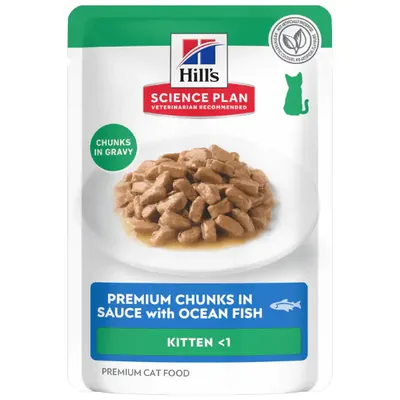 Hill's
SCIENCE PLAN
VETERINARIAN RECOMMENDED
CHUNKS
IN GRAVY
PREMIUM CHUNKS IN
SAUCE with OCEAN FISH
KITTEN <1
PREMIUM CAT FOOD